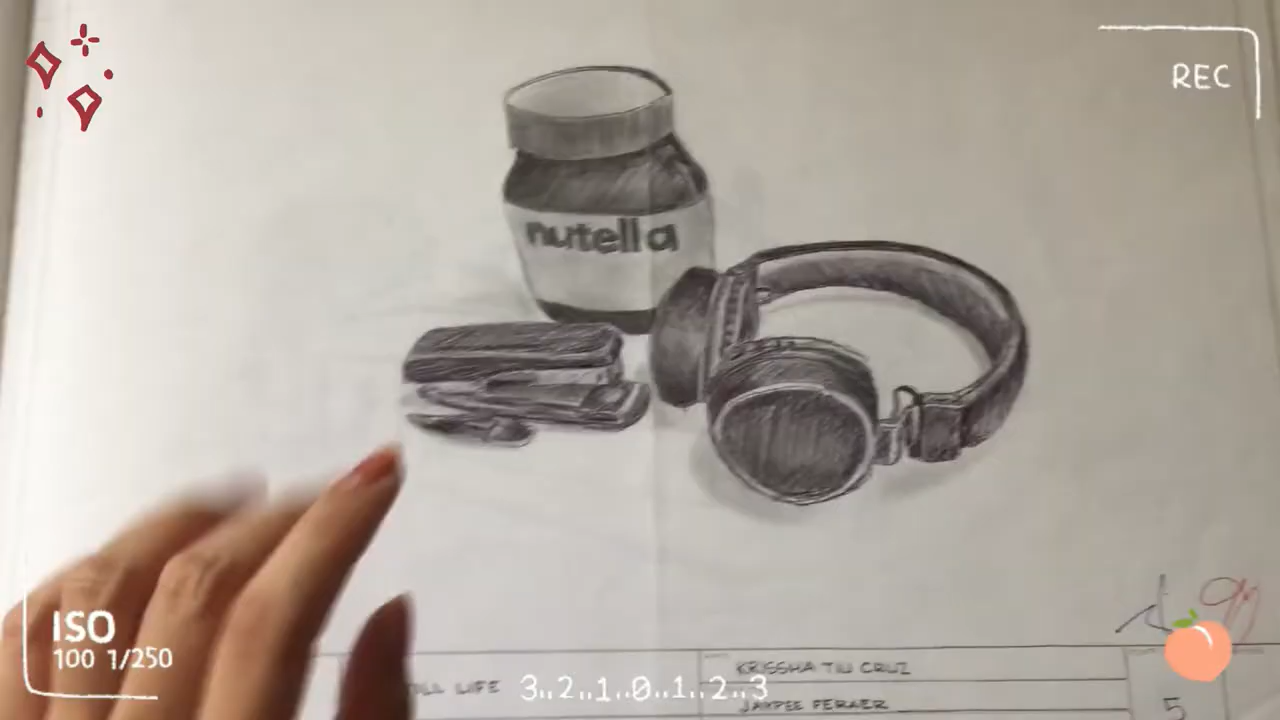 REC
nutella
ISO
100 1/250
LIFE
3..2..1..0..1..2..3
KRISSHA TIU CRUZ
JAYPEE FERRER
5